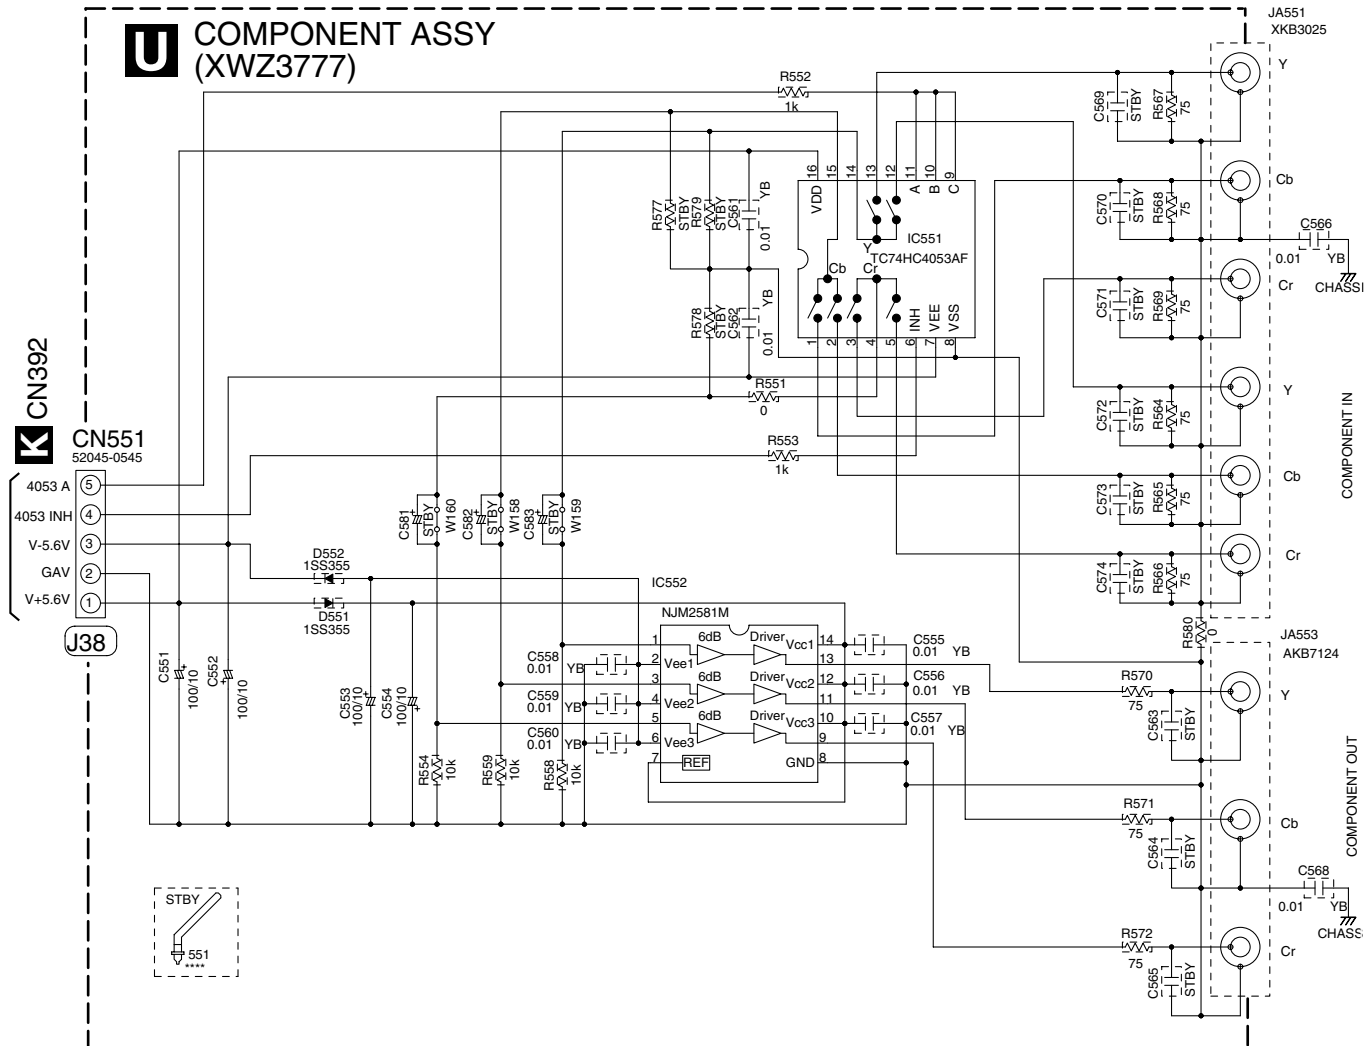 U COMPONENT ASSY
(XWZ3777)
JA551
XKB3025
R552
1k
Y
C569
STBY
R567
75
Cb
C570
STBY
R568
75
C566
0.01 YB
CHASSI
Cr
C571
STBY
R569
75
Y
C572
STBY
R564
75
Cb
C573
STBY
R565
75
Cr
C574
STBY
R566
75
COMPONENT IN
16 15 14 13 12 11 10 9
VDD A B C
IC551
TC74HC4053AF
Y
Cb Cr
INH VEE VSS
1 2 3 4 5 6 7 8
R577
STBY
R579
STBY
C561
0.01
YB
R578
STBY
C562
0.01
YB
R551
0
R553
1k
K CN392
CN551
52045-0545
4053 A 5
4053 INH 4
V-5.6V 3
GAV 2
V+5.6V 1
J38
C581
STBY
W160
C582
STBY
W158
C583
STBY
W159
D552
1SS355
D551
1SS355
C551
100/10
C552
100/10
C553
100/10
C554
100/10
IC552
NJM2581M
1 6dB Driver Vcc1 14
2 Vee1 13
3 6dB Driver Vcc2 12
4 Vee2 11
5 6dB Driver Vcc3 10
6 Vee3 9
7 REF GND 8
C558
0.01 YB
C559
0.01 YB
C560
0.01 YB
C555
0.01 YB
C556
0.01 YB
C557
0.01 YB
R554
10k
R559
10k
R558
10k
R580
0
JA553
AKB7124
R570
75
C563
STBY
Y
R571
75
C564
STBY
Cb
C568
0.01 YB
CHASS
R572
75
C565
STBY
Cr
COMPONENT OUT
STBY
551
****